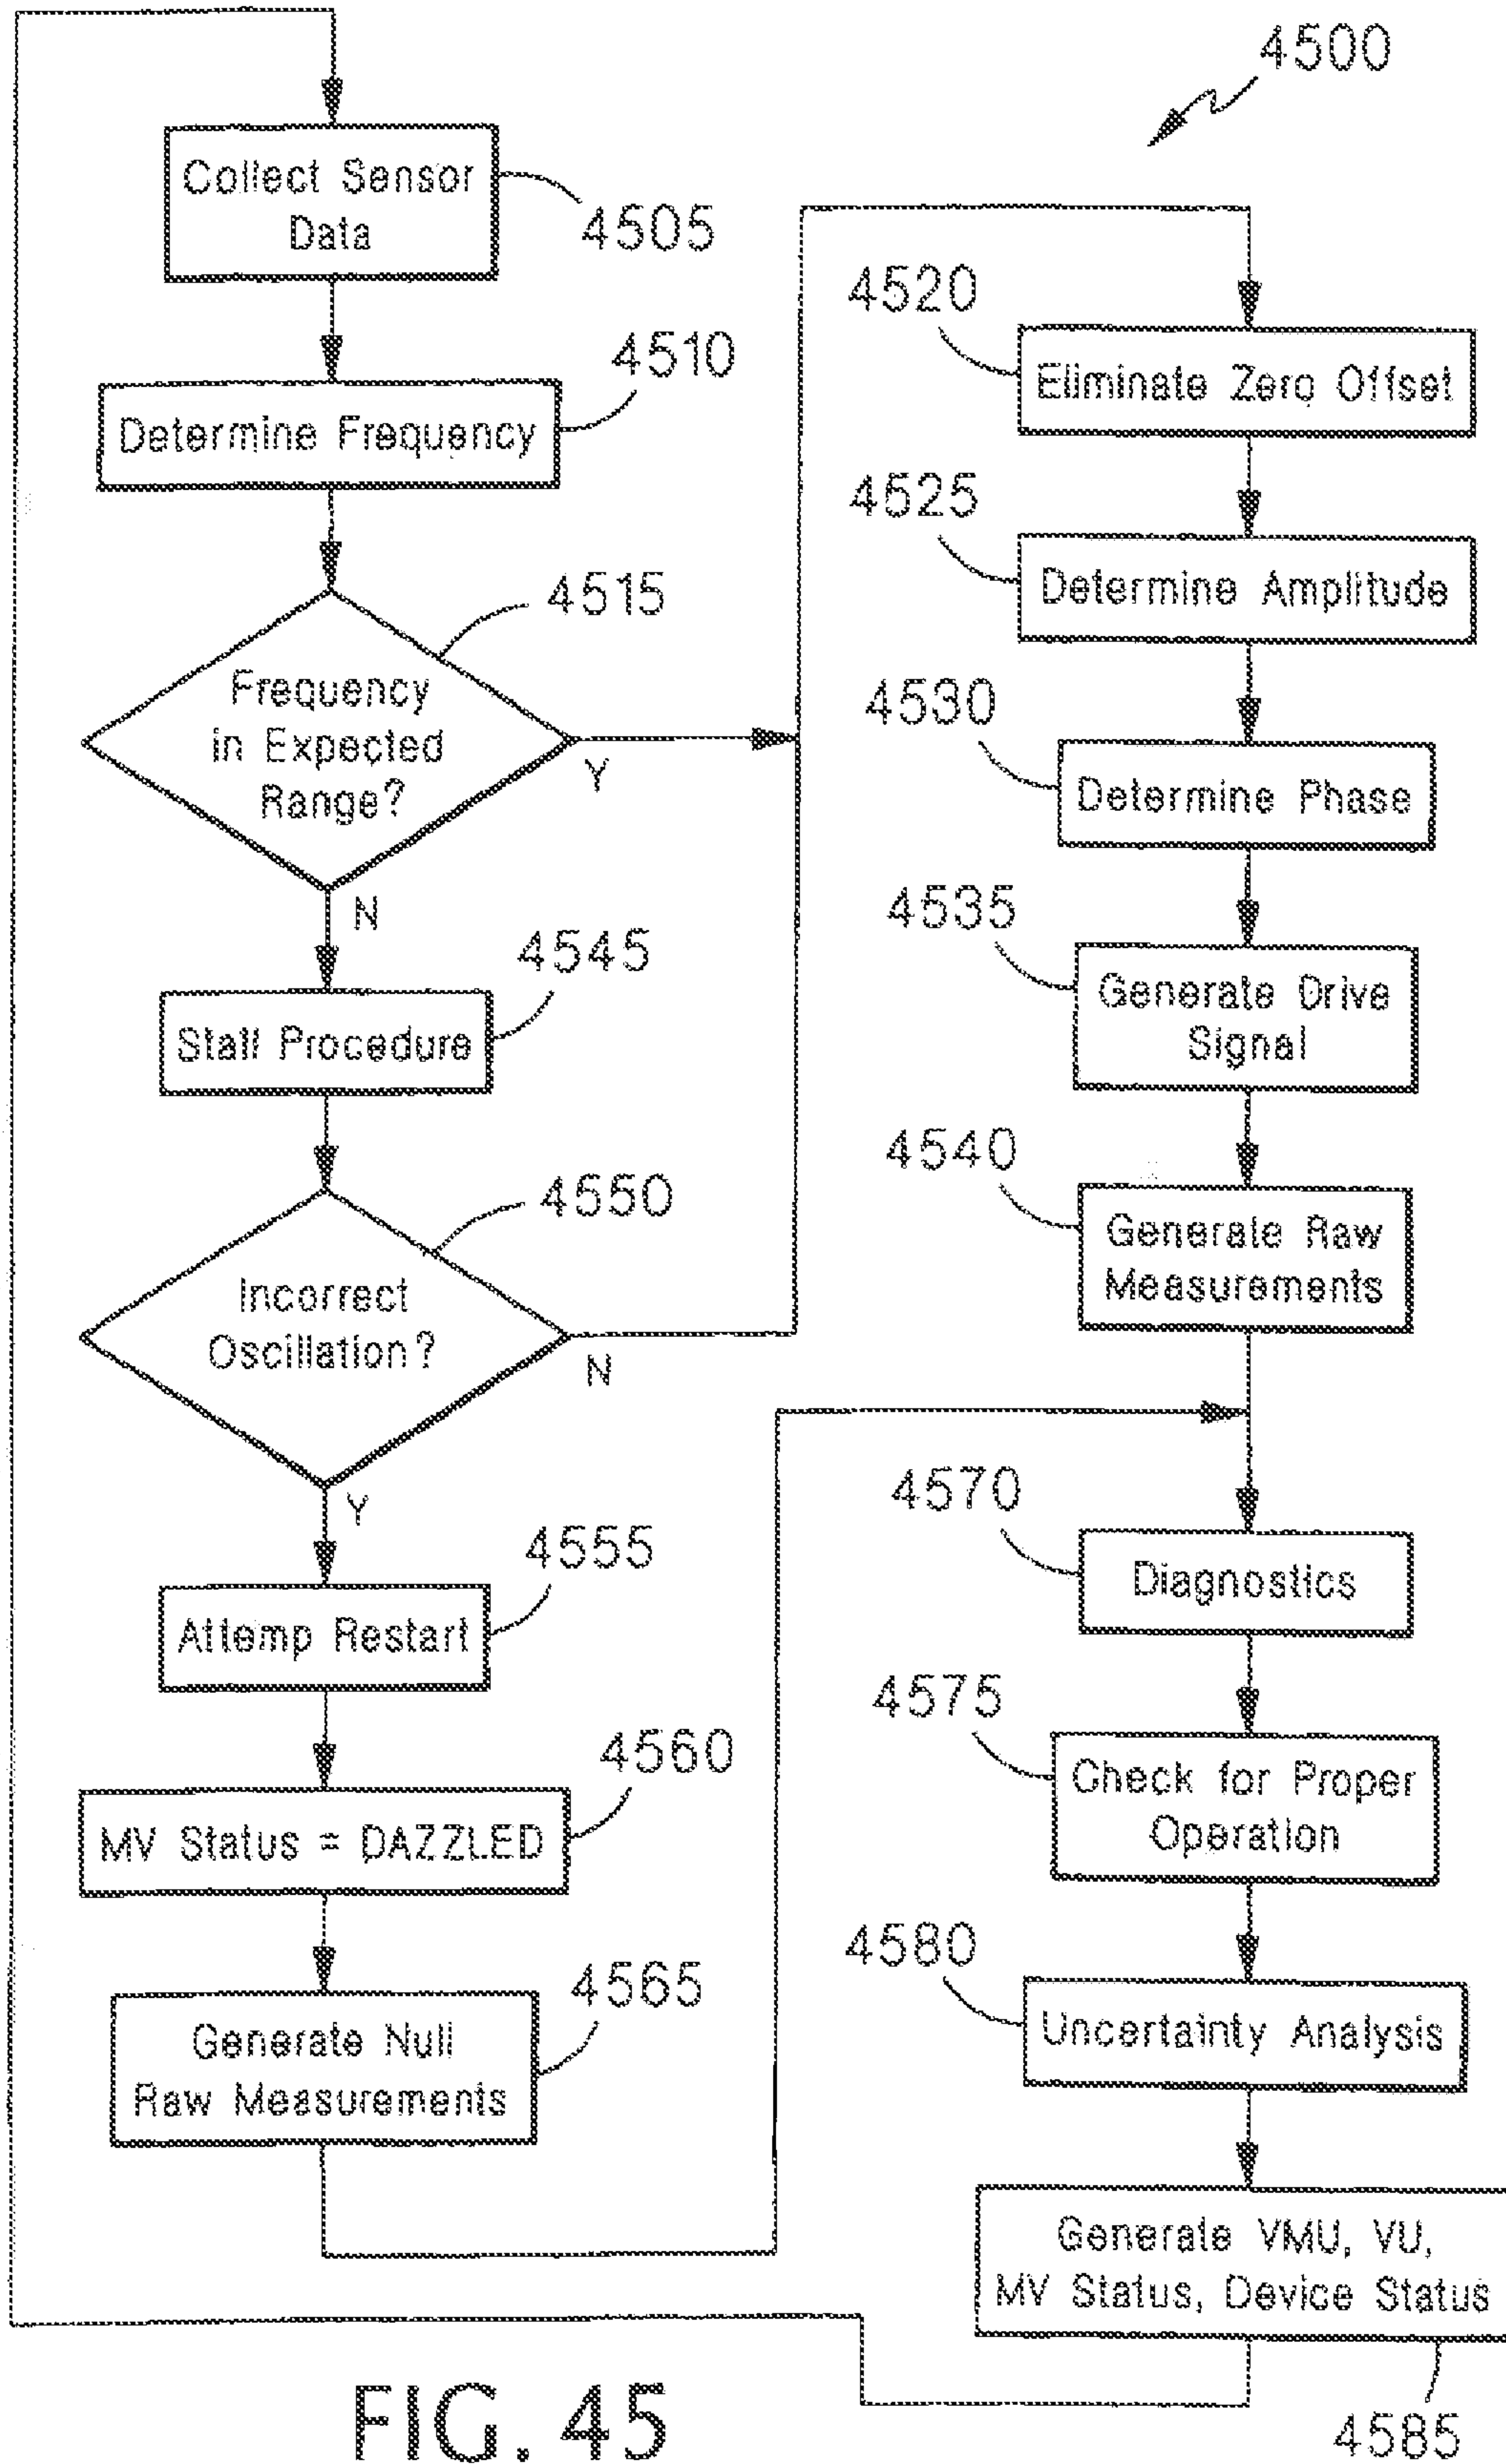 4500
Collect Sensor
Data
4505
Determine Frequency
4510
Frequency
in Expected
Range?
4515
Y
N
Stall Procedure
4545
Incorrect
Oscillation?
4550
N
Y
Attemp Restart
4555
MV Status = DAZZLED
4560
Generate Null
Raw Measurements
4565
4520
Eliminate Zero Offset
4525
Determine Amplitude
4530
Determine Phase
4535
Generate Drive
Signal
4540
Generate Raw
Measurements
4570
Diagnostics
4575
Check for Proper
Operation
4580
Uncertainty Analysis
Generate VMU, VU,
MV Status, Device Status
4585
FIG. 45